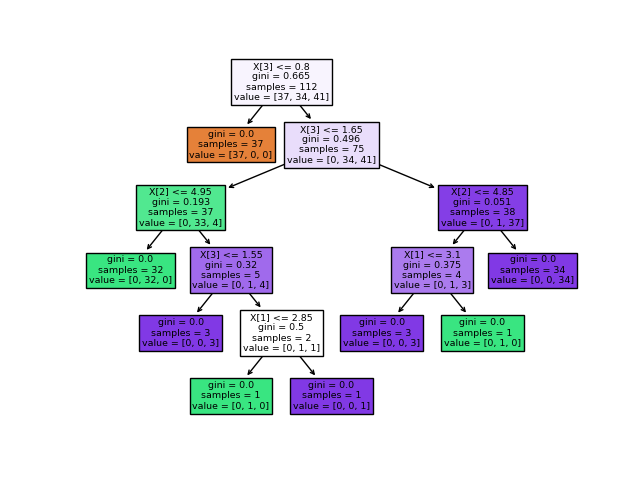 X[3] <= 0.8
gini = 0.665
samples = 112
value = [37, 34, 41]
gini = 0.0
samples = 37
value = [37, 0, 0]
X[3] <= 1.65
gini = 0.496
samples = 75
value = [0, 34, 41]
X[2] <= 4.95
gini = 0.193
samples = 37
value = [0, 33, 4]
X[2] <= 4.85
gini = 0.051
samples = 38
value = [0, 1, 37]
gini = 0.0
samples = 32
value = [0, 32, 0]
X[3] <= 1.55
gini = 0.32
samples = 5
value = [0, 1, 4]
X[1] <= 3.1
gini = 0.375
samples = 4
value = [0, 1, 3]
gini = 0.0
samples = 34
value = [0, 0, 34]
gini = 0.0
samples = 3
value = [0, 0, 3]
X[1] <= 2.85
gini = 0.5
samples = 2
value = [0, 1, 1]
gini = 0.0
samples = 3
value = [0, 0, 3]
gini = 0.0
samples = 1
value = [0, 1, 0]
gini = 0.0
samples = 1
value = [0, 1, 0]
gini = 0.0
samples = 1
value = [0, 0, 1]